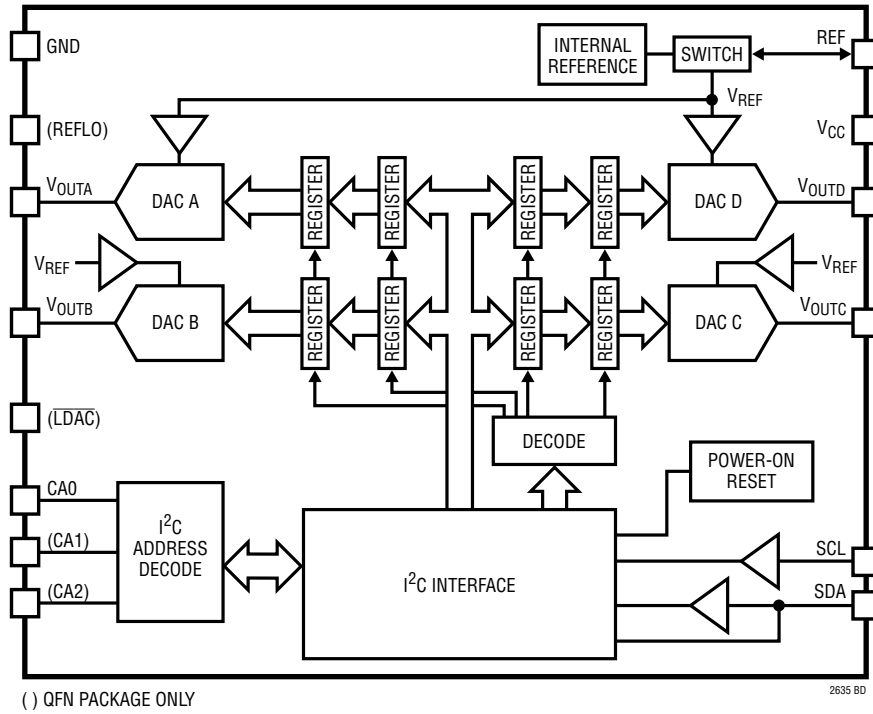 GND
INTERNAL
REFERENCE
SWITCH
REF
VREF
(REFLO)
VCC
VOUTA
DAC A
REGISTER
REGISTER
REGISTER
REGISTER
DAC D
VOUTD
VREF
VREF
VOUTB
DAC B
REGISTER
REGISTER
REGISTER
REGISTER
DAC C
VOUTC
(LDAC)
DECODE
POWER-ON
RESET
CA0
(CA1)
(CA2)
I2C
ADDRESS
DECODE
I2C INTERFACE
SCL
SDA
2635 BD
( ) QFN PACKAGE ONLY